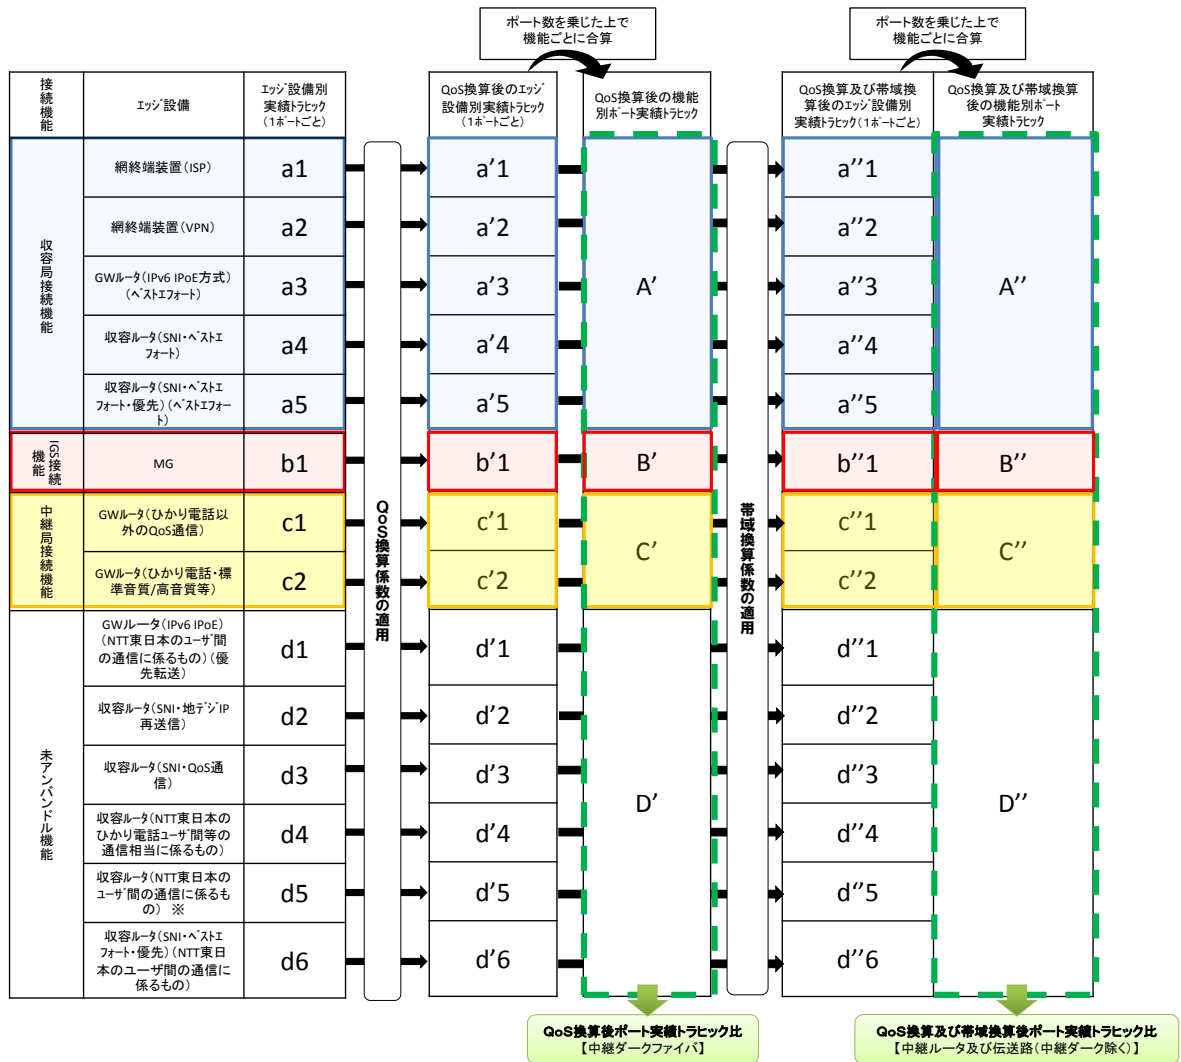 ポート数を乗じた上で
機能ごとに合算
ポート数を乗じた上で
機能ごとに合算
接続機能
エッジ設備
エッジ設備別
実績トラヒック
(1ポートごと)
QoS換算後のエッジ
設備別実績トラヒック
(1ポートごと)
QoS換算後の機能
別ポート実績トラヒック
QoS換算及び帯域換
算後のエッジ設備別
実績トラヒック(1ポートごと)
QoS換算及び帯域換算
後の機能別ポート
実績トラヒック
収容局接続機能
網終端装置(ISP)
a1
a'1
a''1
網終端装置(VPN)
a2
a'2
a''2
GWルータ(IPv6 IPoE方式)
(ベストエフォート)
a3
a'3
A'
a''3
A''
収容ルータ(SNI・ベストエ
フォート)
a4
a'4
a''4
収容ルータ(SNI・ベストエ
フォート・優先)(ベストエフォー
ト)
a5
a'5
a''5
IGS接続
機能
MG
b1
b'1
B'
b''1
B''
中継局接続機能
GWルータ(ひかり電話以
外のQoS通信)
c1
c'1
c''1
GWルータ(ひかり電話・標
準音質/高音質等)
c2
c'2
C'
c''2
C''
QoS換算係数の適用
帯域換算係数の適用
未アンバンドル機能
GWルータ(IPv6 IPoE)
(NTT東日本のユーザ間
の通信に係るもの)(優
先転送)
d1
d'1
d''1
収容ルータ(SNI・地デジIP
再送信)
d2
d'2
d''2
収容ルータ(SNI・QoS通
信)
d3
d'3
d''3
D'
D''
収容ルータ(NTT東日本の
ひかり電話ユーザ間等の
通信相当に係るもの)
d4
d'4
d''4
収容ルータ(NTT東日本の
ユーザ間の通信に係るも
の) ※
d5
d'5
d''5
収容ルータ(SNI・ベストエ
フォート・優先)(NTT東日
本のユーザ間の通信に
係るもの)
d6
d'6
d''6
QoS換算後ポート実績トラヒック比
【中継ダークファイバ】
QoS換算及び帯域換算後ポート実績トラヒック比
【中継ルータ及び伝送路(中継ダーク除く)】